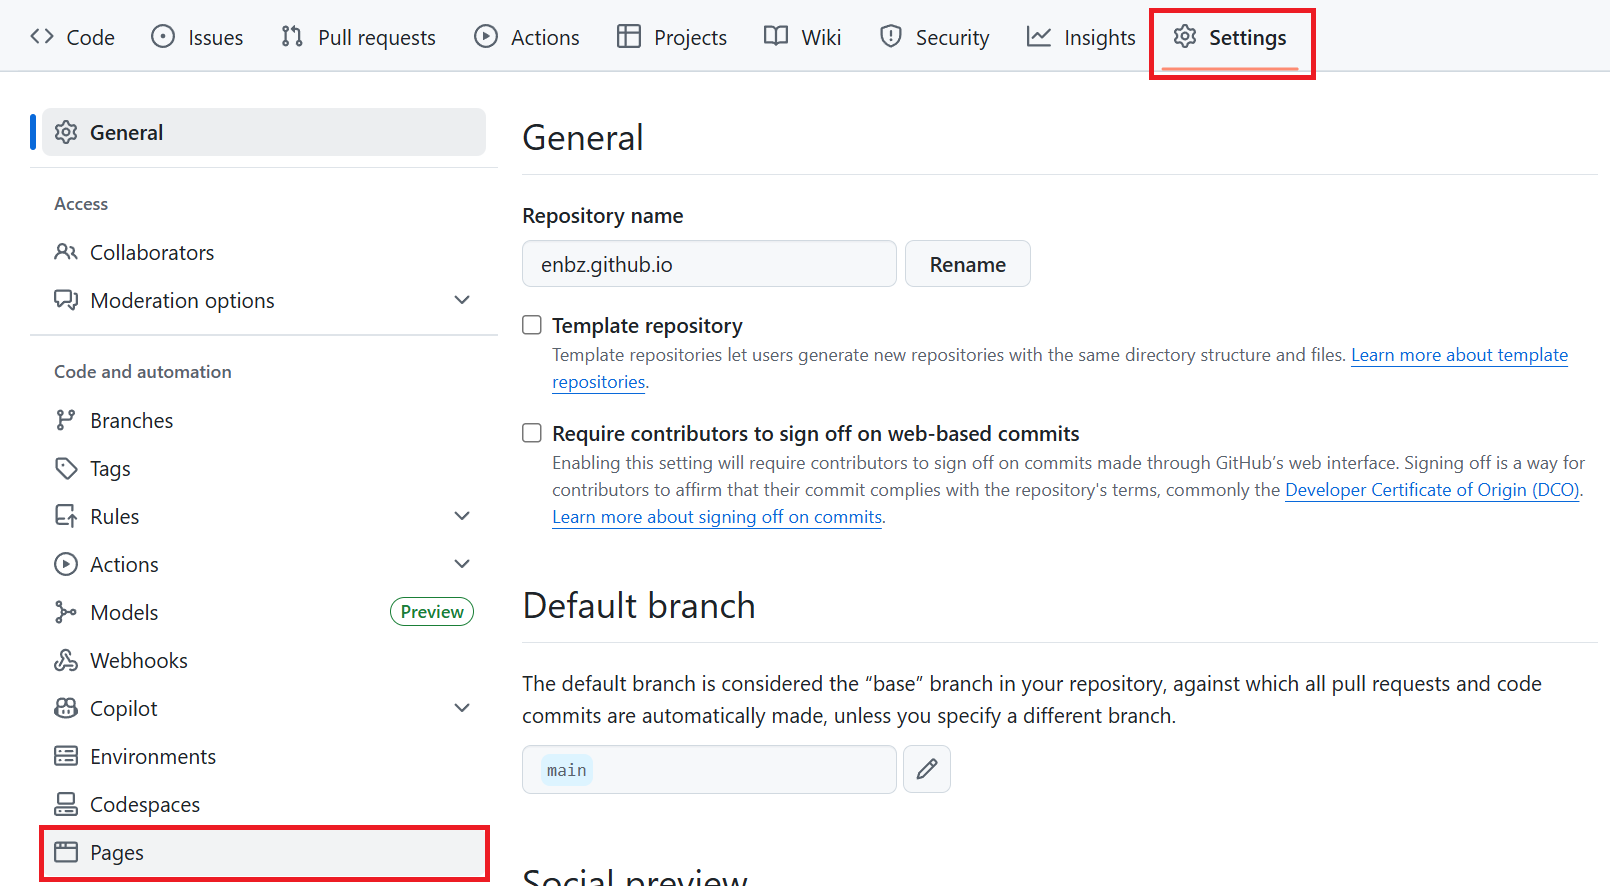 Code
Issues
Pull requests
Actions
Projects
Wiki
Security
Insights
Settings
General
Access
Collaborators
Moderation options
Code and automation
Branches
Tags
Rules
Actions
Models
Preview
Webhooks
Copilot
Environments
Codespaces
Pages
General
Repository name
enbz.github.io
Rename
Template repository
Template repositories let users generate new repositories with the same directory structure and files. Learn more about template
repositories.
Require contributors to sign off on web-based commits
Enabling this setting will require contributors to sign off on commits made through GitHub’s web interface. Signing off is a way for
contributors to affirm that their commit complies with the repository's terms, commonly the Developer Certificate of Origin (DCO).
Learn more about signing off on commits.
Default branch
The default branch is considered the “base” branch in your repository, against which all pull requests and code
commits are automatically made, unless you specify a different branch.
main
Social preview